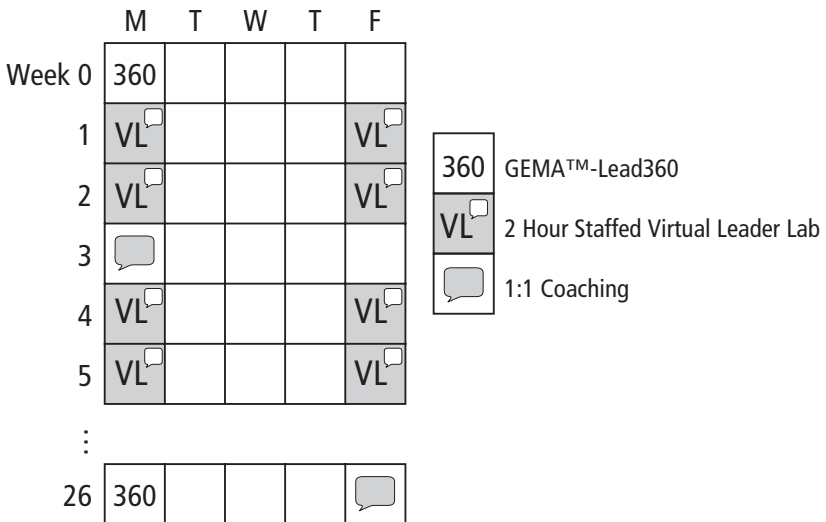 M T W T F
Week 0 360
1 VL VL
360 GEMA™-Lead360
2 VL VL
VL 2 Hour Staffed Virtual Leader Lab
3
1:1 Coaching
4 VL VL
5 VL VL
⋮
26 360